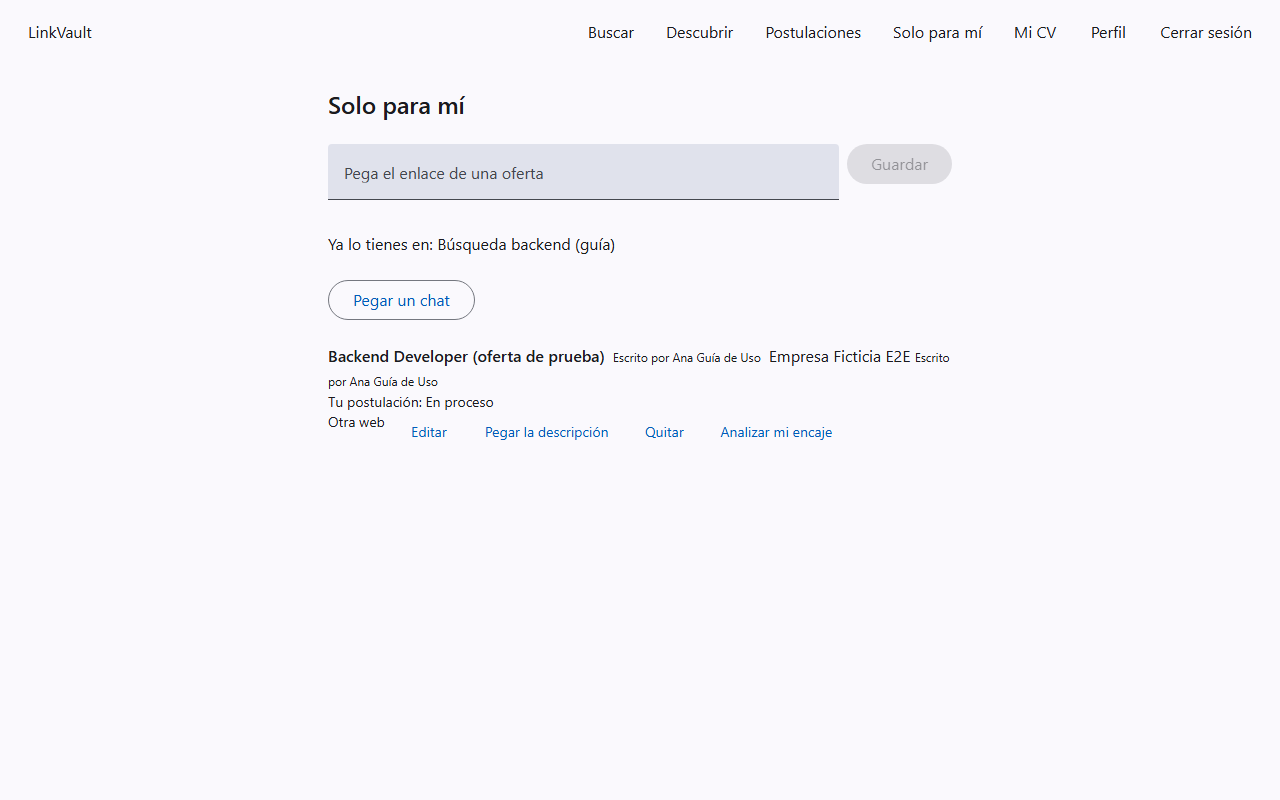 LinkVault Buscar Descubrir Postulaciones Solo para mí Mi CV Perfil Cerrar sesión
Solo para mí
Pega el enlace de una oferta Guardar
Ya lo tienes en: Búsqueda backend (guía)
Pegar un chat
Backend Developer (oferta de prueba) Escrito por Ana Guía de Uso Empresa Ficticia E2E Escrito
por Ana Guía de Uso
Tu postulación: En proceso
Otra web Editar Pegar la descripción Quitar Analizar mi encaje